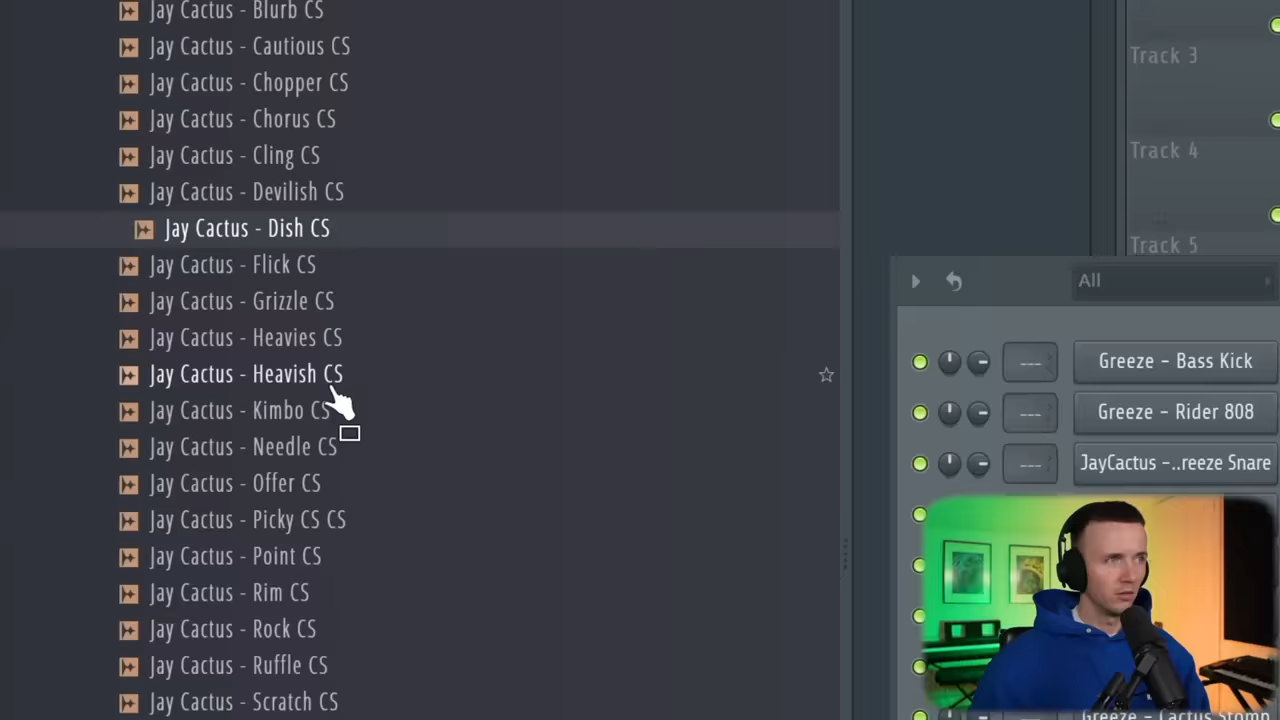 Jay Cactus - Blurb CS
Jay Cactus - Cautious CS
Jay Cactus - Chopper CS
Jay Cactus - Chorus CS
Jay Cactus - Cling CS
Jay Cactus - Devilish CS
Jay Cactus - Dish CS
Jay Cactus - Flick CS
Jay Cactus - Grizzle CS
Jay Cactus - Heavies CS
Jay Cactus - Heavish CS
Jay Cactus - Kimbo CS
Jay Cactus - Needle CS
Jay Cactus - Offer CS
Jay Cactus - Picky CS CS
Jay Cactus - Point CS
Jay Cactus - Rim CS
Jay Cactus - Rock CS
Jay Cactus - Ruffle CS
Jay Cactus - Scratch CS
Track 3
Track 4
Track 5
All
--- Greeze - Bass Kick
--- Greeze - Rider 808
--- JayCactus -..reeze Snare
Greeze - Cactus Stomp